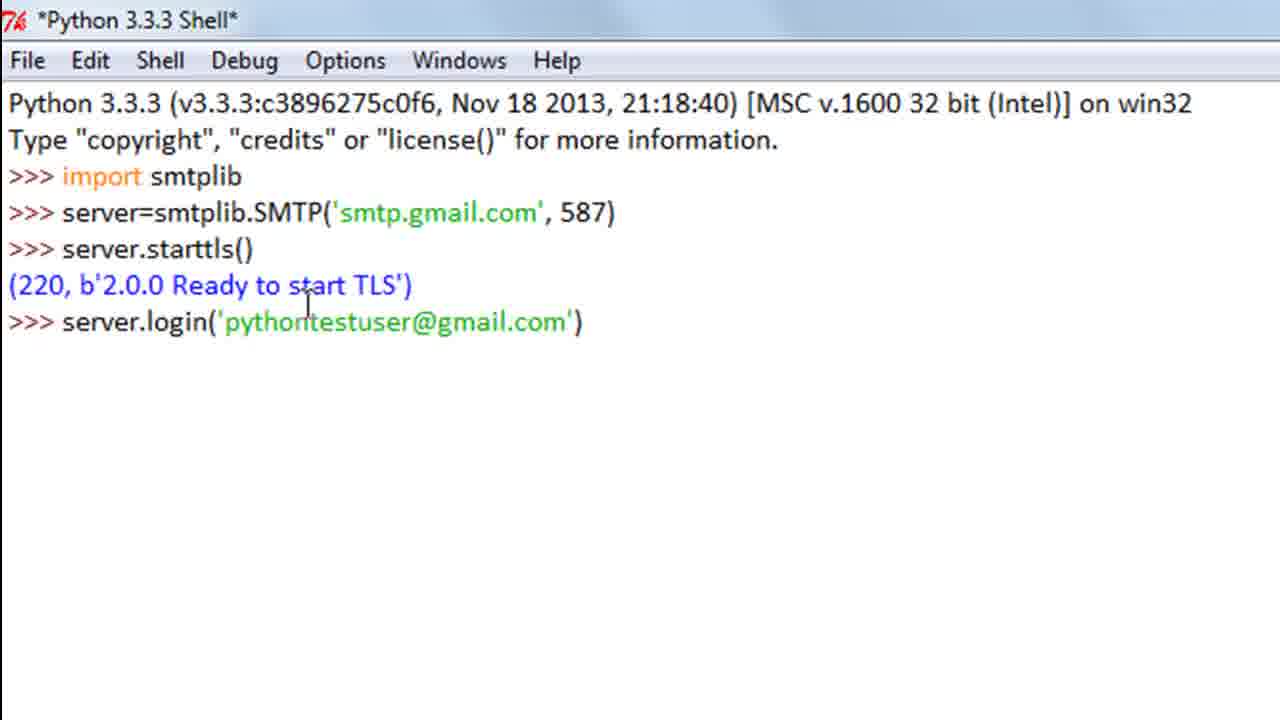 *Python 3.3.3 Shell*
File Edit Shell Debug Options Windows Help
Python 3.3.3 (v3.3.3:c3896275c0f6, Nov 18 2013, 21:18:40) [MSC v.1600 32 bit (Intel)] on win32
Type "copyright", "credits" or "license()" for more information.
>>> import smtplib
>>> server=smtplib.SMTP('smtp.gmail.com', 587)
>>> server.starttls()
(220, b'2.0.0 Ready to start TLS')
>>> server.login('pythontestuser@gmail.com')